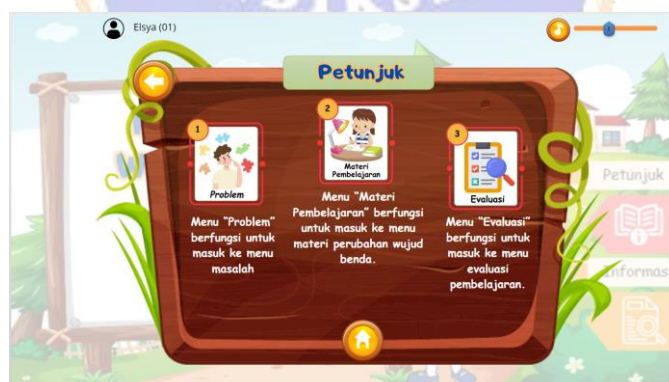 Elsya (01)
Petunjuk
1
Problem
Menu "Problem"
berfungsi untuk
masuk ke menu
masalah
2
Materi
Pembelajaran
Menu "Materi
Pembelajaran" berfungsi
untuk masuk ke menu
materi perubahan wujud
benda.
3
Evaluasi
Menu "Evaluasi"
berfungsi untuk
masuk ke menu
evaluasi
pembelajaran.
Petunjuk
Informas